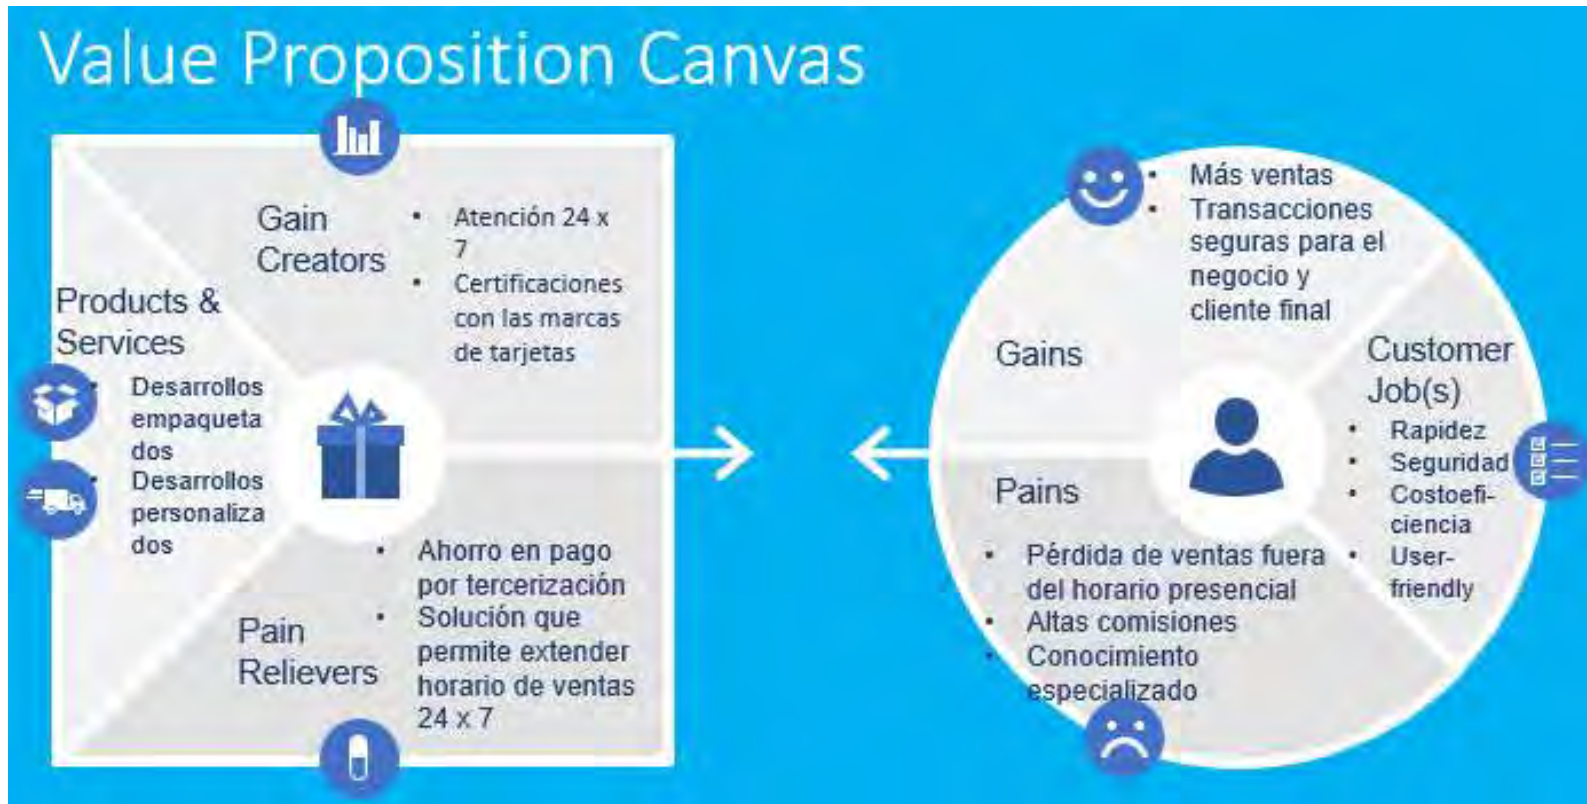 Value Proposition Canvas
Gain
Creators
• Atención 24 x
7
• Certificaciones
con las marcas
de tarjetas
Products &
Services
• Desarrollos
empaqueta
dos
• Desarrollos
personaliza
dos
• Ahorro en pago
por tercerización
• Solución que
permite extender
horario de ventas
24 x 7
Pain
Relievers
• Más ventas
• Transacciones
seguras para el
negocio y
cliente final
Gains
Customer
Job(s)
• Rapidez
• Seguridad
• Costoefi-
ciencia
• User-
friendly
Pains
• Pérdida de ventas fuera
del horario presencial
• Altas comisiones
• Conocimiento
especializado